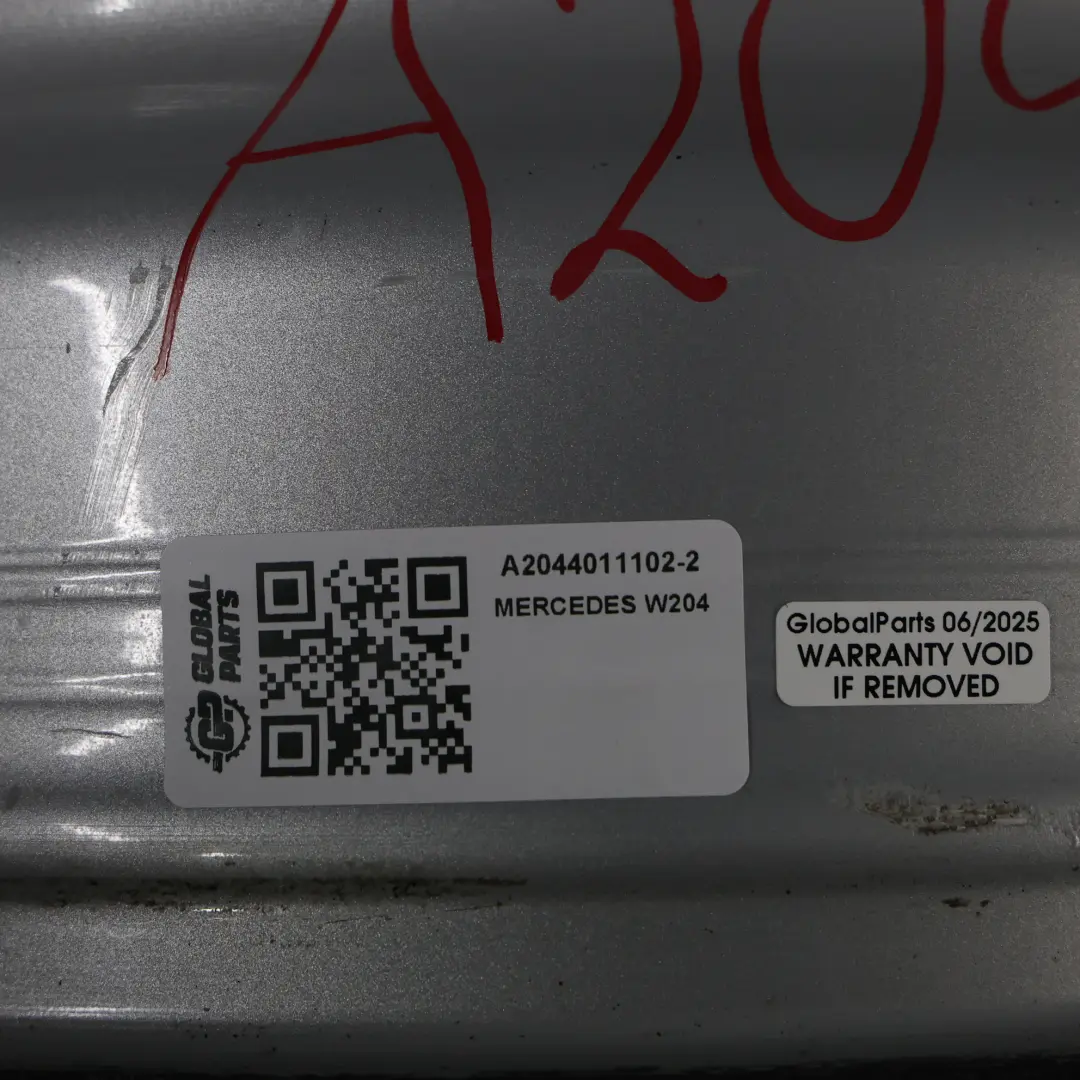 A20
A2044011102-2
MERCEDES W204
GLOBAL
PARTS
GlobalParts 06/2025
WARRANTY VOID
IF REMOVED